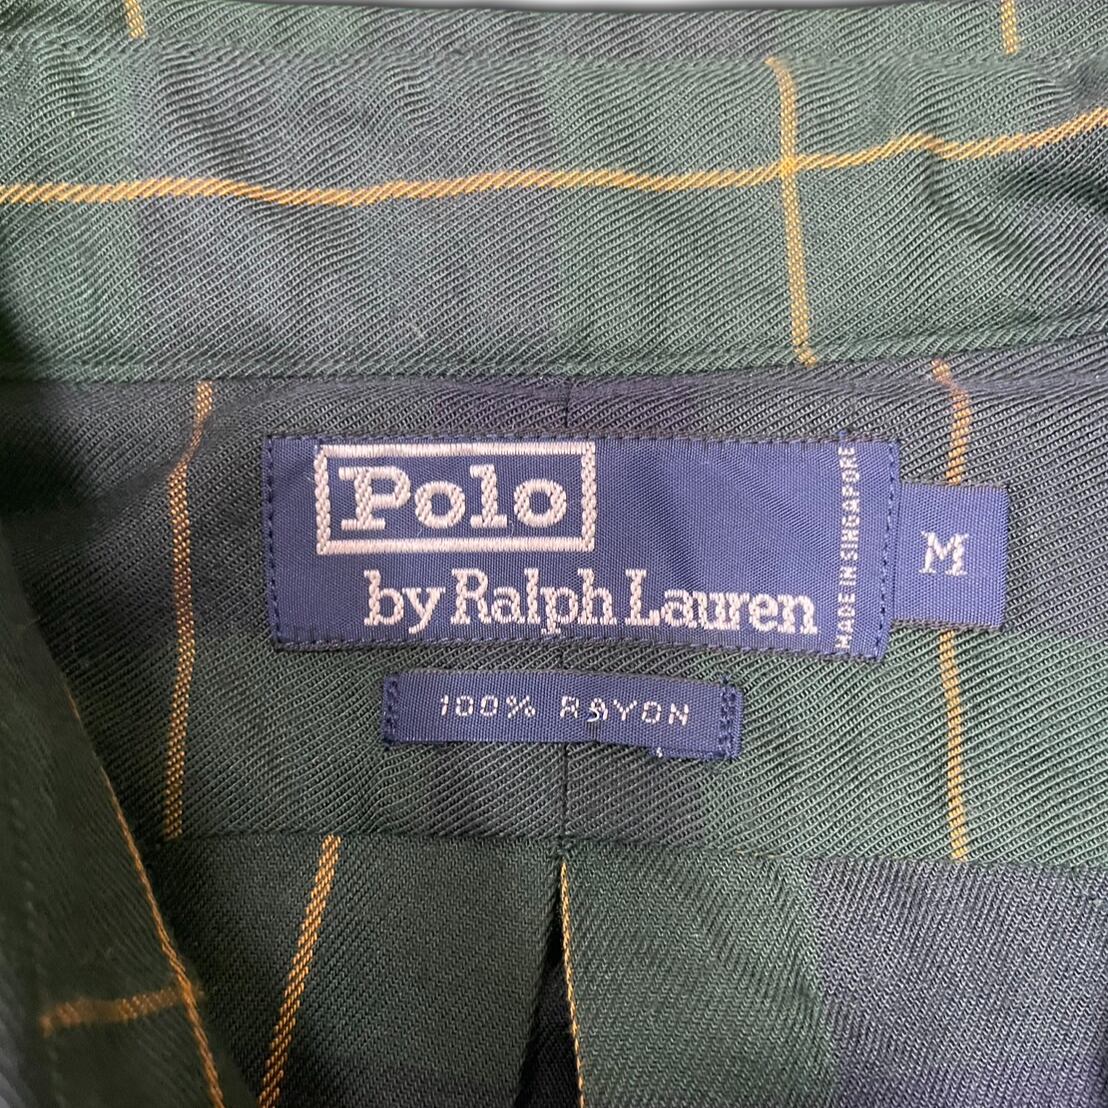 Polo
by Ralph Lauren
MADE IN SINGAPORE
M
100% RAYON